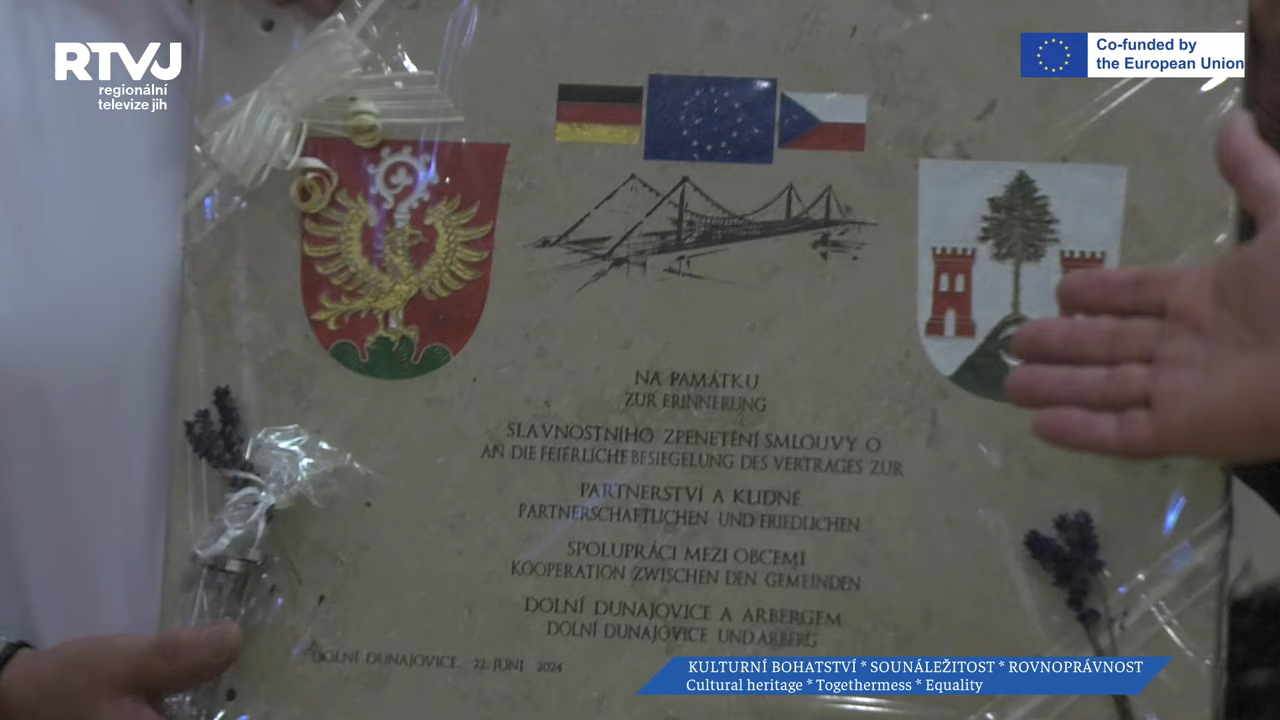 RTVJ
regionální
televize jih
Co-funded by
the European Union
NA PAMÁTKU
ZUR ERINNERUNG
SLAVNOSTNÍHO ZPENETĚNÍ SMLOUVY O
AN DIE FEIERLICHE BESIEGELUNG DES VERTRAGES ZUR
PARTNERSTVÍ A KLIDNÉ
PARTNERSCHAFTLICHEN UND FRIEDLICHEN
SPOLUPRÁCI MEZI OBCEMI
KOOPERATION ZWISCHEN DEN GEMEINDEN
DOLNÍ DUNAJOVICE A ARBERGEM
DOLNÍ DUNAJOVICE UND ARBERG
DOLNÍ DUNAJOVICE 22. JUNI 2024
KULTURNÍ BOHATSTVÍ * SOUNÁLEŽITOST * ROVNOPRÁVNOST
Cultural heritage * Togethermess * Equality